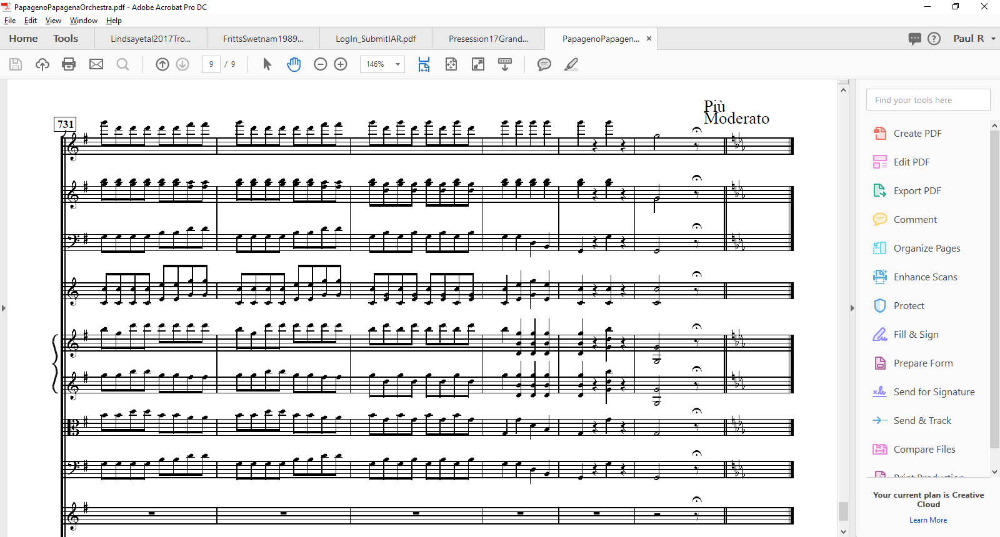 PapagenoPapagenaOrchestra.pdf - Adobe Acrobat Pro DC
File Edit View Window Help
Home Tools Lindsayetal2017Tro... FrittsSwetnam1989... LogIn_SubmitIAR.pdf Presession17Grand... PapagenoPapagen... Paul R
9 / 9 146%
Più
Moderato
731
Find your tools here
Create PDF
Edit PDF
Export PDF
Comment
Organize Pages
Enhance Scans
Protect
Fill & Sign
Prepare Form
Send for Signature
Send & Track
Compare Files
Print Production
Your current plan is Creative
Cloud
Learn More